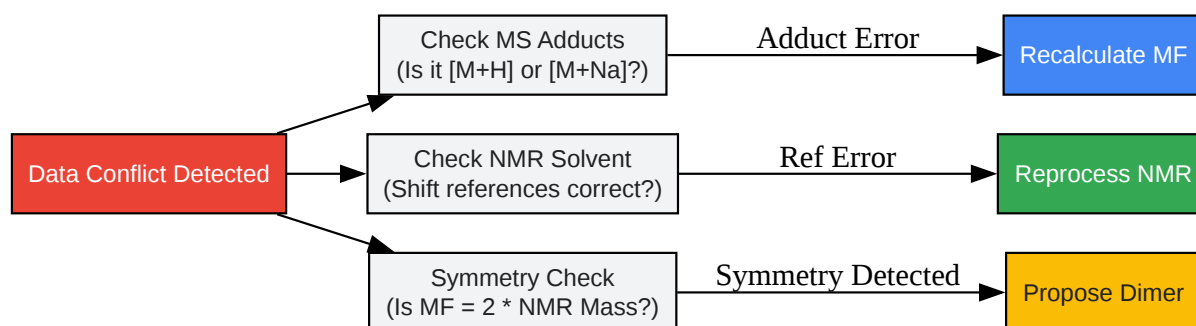 Data Conflict Detected
Check MS Adducts
(Is it [M+H] or [M+Na]?)
Adduct Error
Recalculate MF
Check NMR Solvent
(Shift references correct?)
Ref Error
Reprocess NMR
Symmetry Check
(Is MF = 2 * NMR Mass?)
Symmetry Detected
Propose Dimer